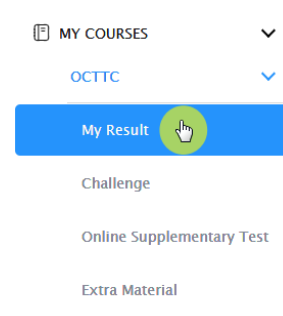 MY COURSES
OCTTC
My Result
Challenge
Online Supplementary Test
Extra Material